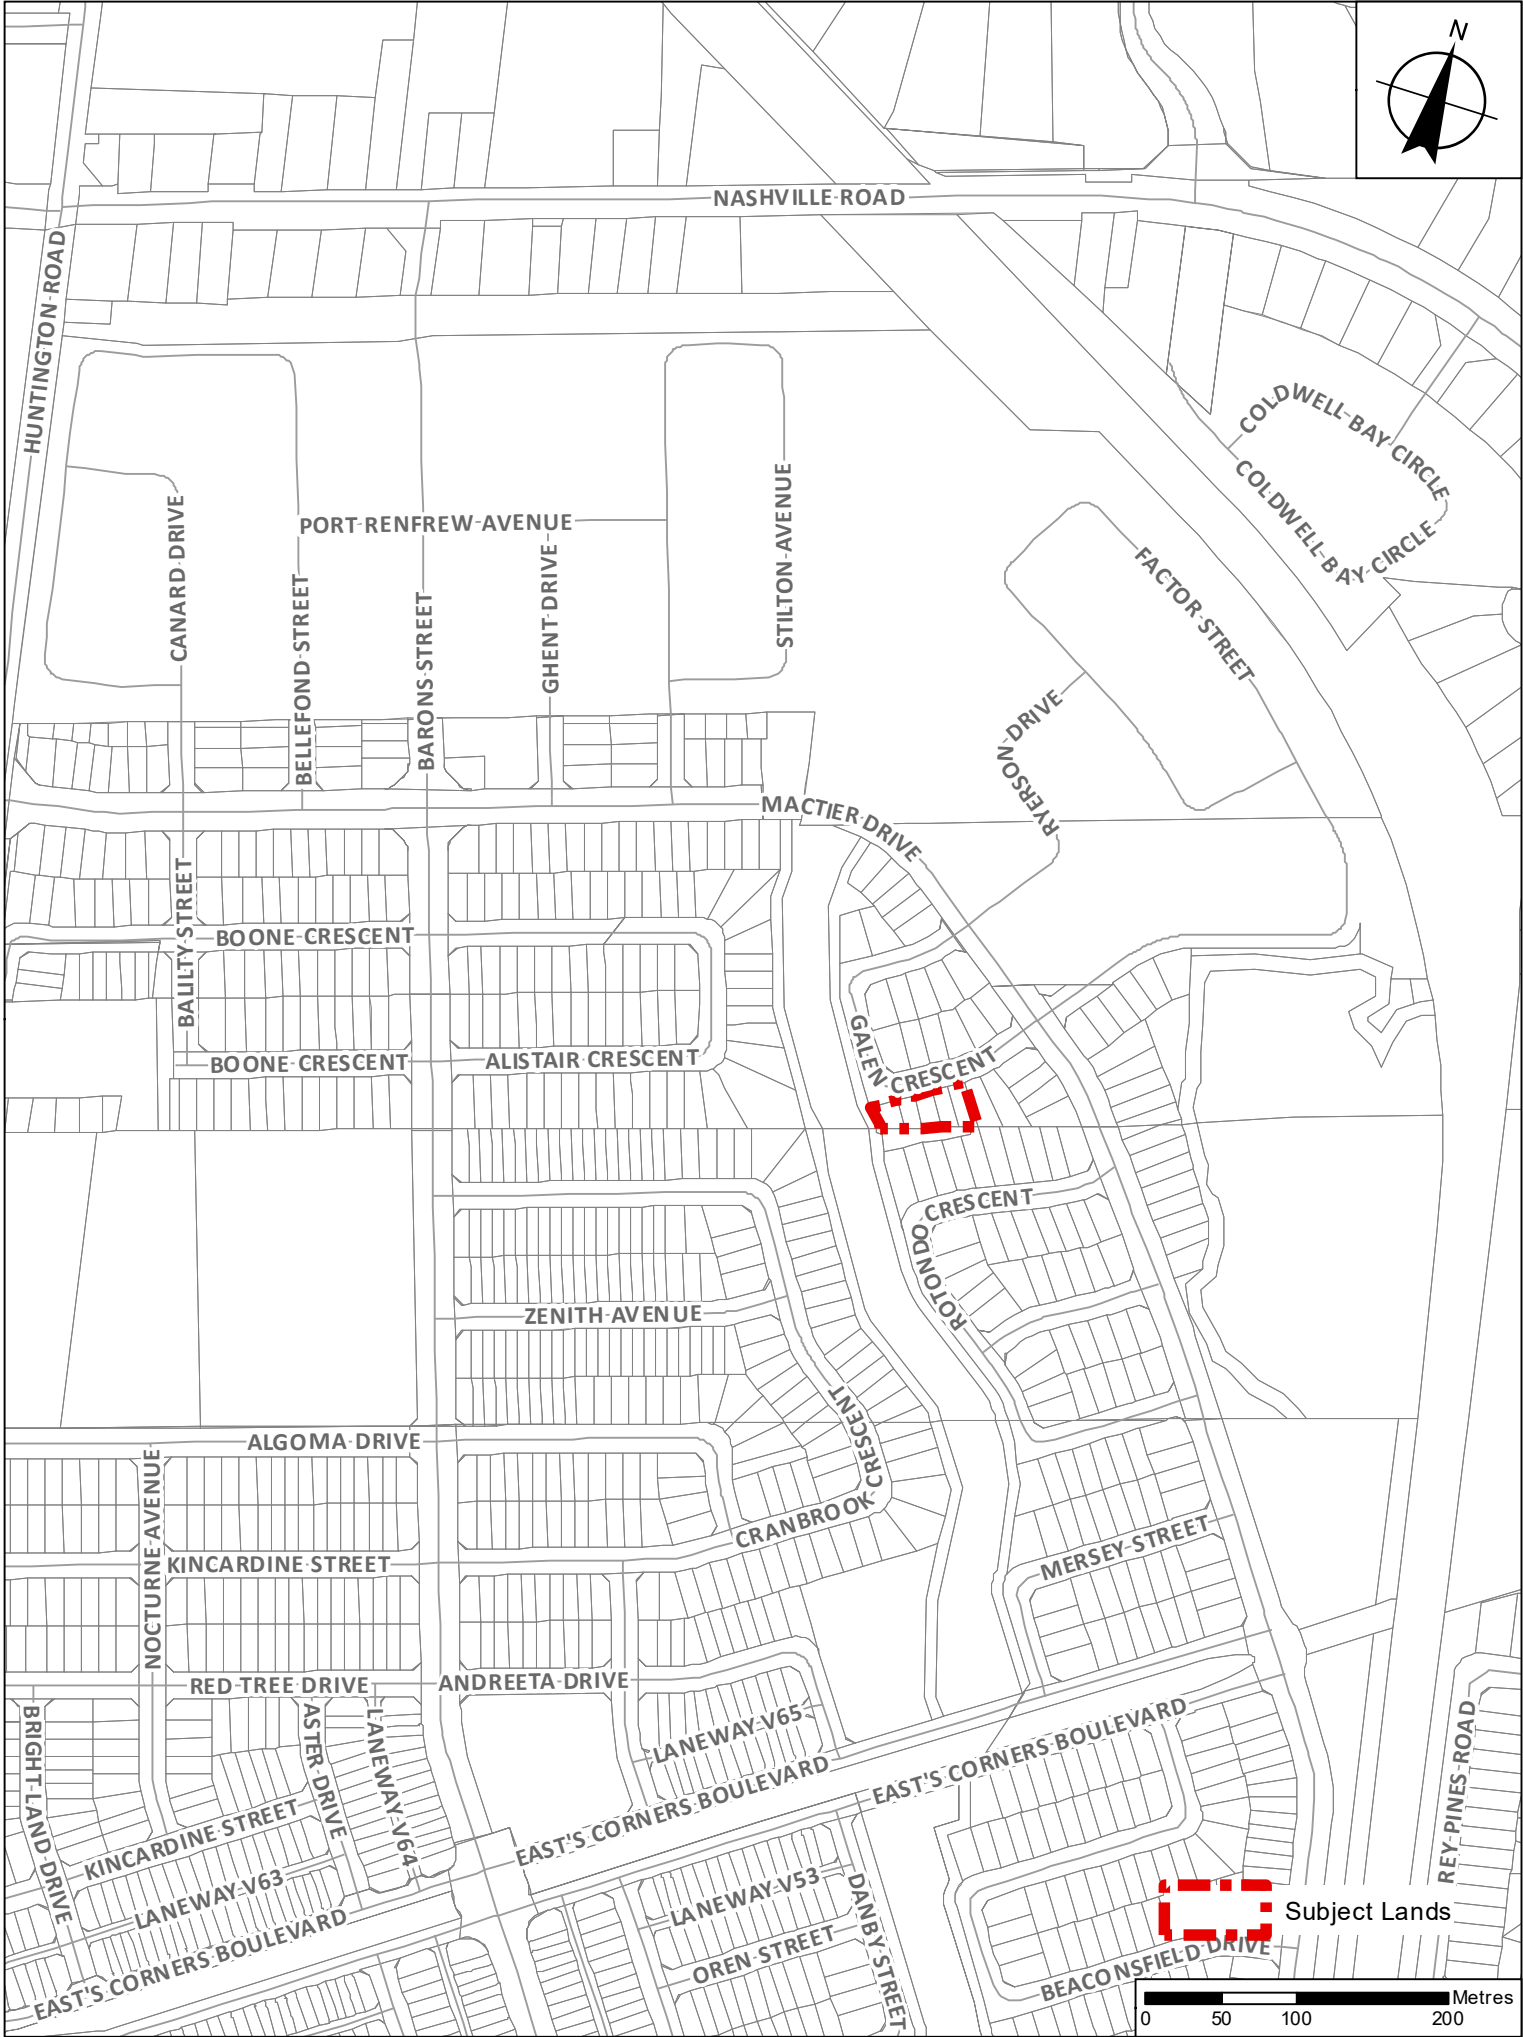 N
NASHVILLE ROAD
HUNTINGTON ROAD
COLDWELL BAY CIRCLE
COLDWELL BAY CIRCLE
PORT RENFREW AVENUE
CANARD DRIVE
BELLEFOND STREET
BARONS STREET
GHENT DRIVE
STILTON AVENUE
FACTOR STREET
RYERSON DRIVE
MACTIER DRIVE
BALILTY STREET
BOONE CRESCENT
BOONE CRESCENT
ALISTAIR CRESCENT
GALEN CRESCENT
ROTONDO CRESCENT
ZENITH AVENUE
CRANBROOK CRESCENT
ALGOMA DRIVE
NOCTURNE AVENUE
KINCARDINE STREET
MERSEY STREET
RED TREE DRIVE
ANDREETA DRIVE
BRIGHT LAND DRIVE
ASTER DRIVE
LANEWAY V64
LANEWAY V65
EAST'S CORNERS BOULEVARD
EAST'S CORNERS BOULEVARD
REY PINES ROAD
KINCARDINE STREET
LANEWAY V63
LANEWAY V53
DANBY STREET
OREN STREET
EAST'S CORNERS BOULEVARD
BEACONSFIELD DRIVE
Subject Lands
Metres
0 50 100 200